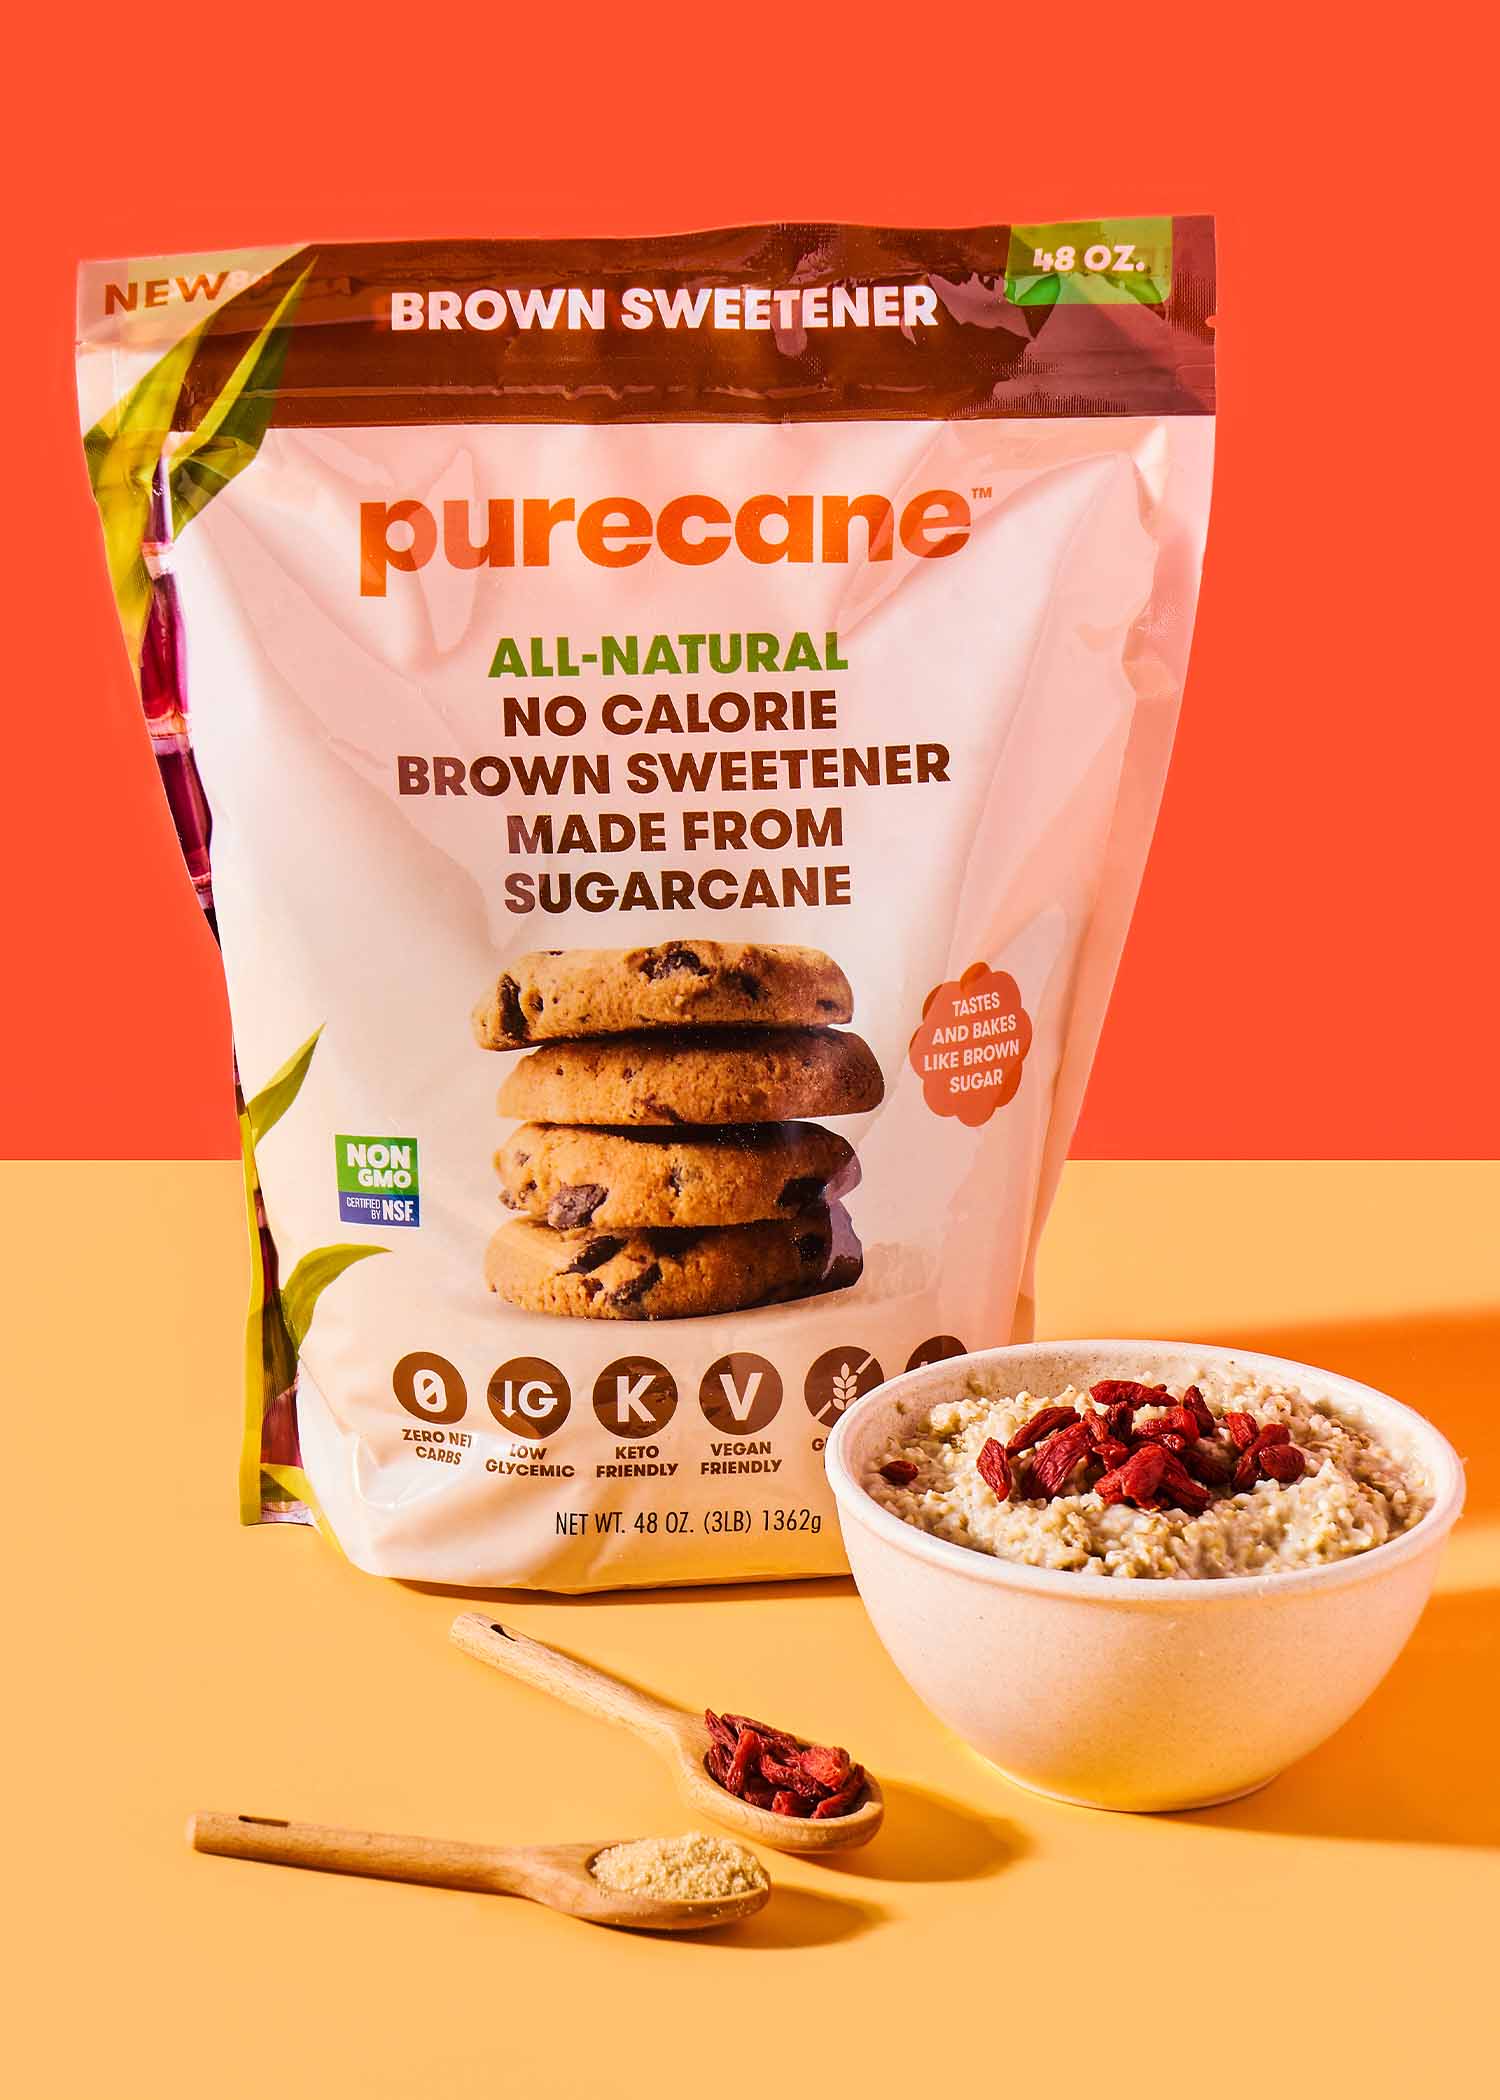 NEW
48 OZ.
BROWN SWEETENER
purecane™
ALL-NATURAL
NO CALORIE
BROWN SWEETENER
MADE FROM
SUGARCANE
TASTES
AND BAKES
LIKE BROWN
SUGAR
NON
GMO
CERTIFIED
BY NSF
0
↓G
K
V
ZERO NET
CARBS
LOW
GLYCEMIC
KETO
FRIENDLY
VEGAN
FRIENDLY
NET WT. 48 OZ. (3LB) 1362g